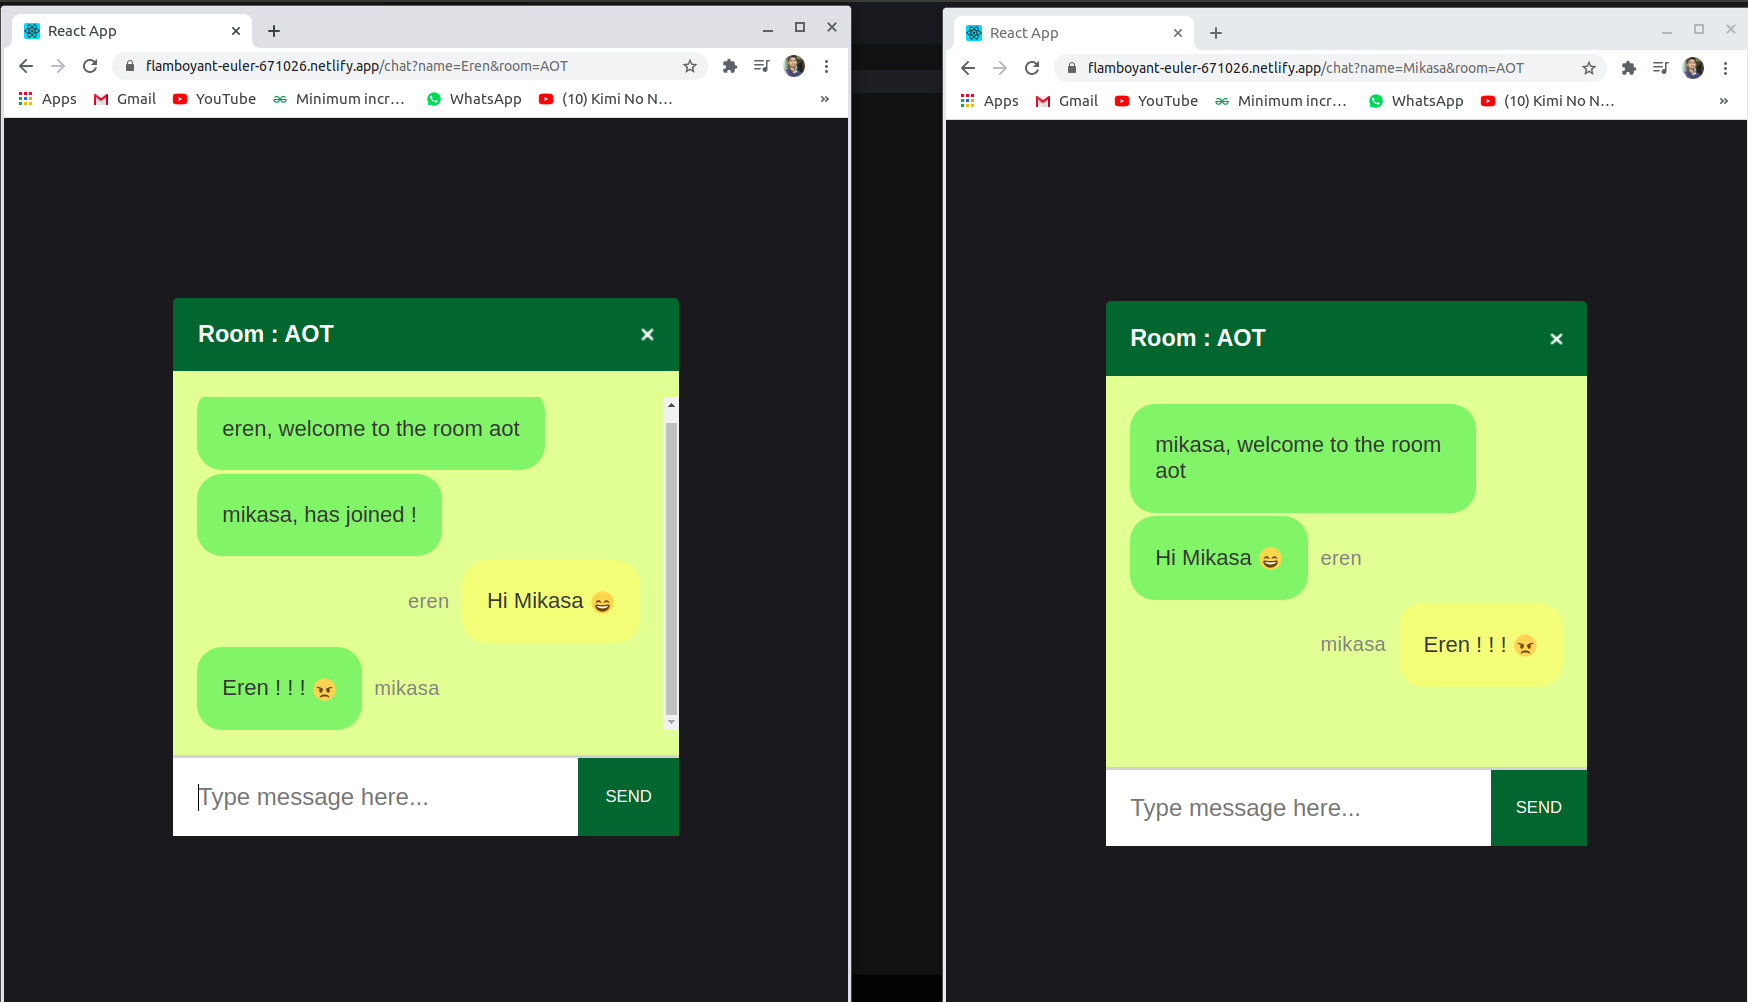 React App
flamboyant-euler-671026.netlify.app/chat?name=Eren&room=AOT
Apps Gmail YouTube Minimum incr... WhatsApp (10) Kimi No N... »
Room : AOT
eren, welcome to the room aot
mikasa, has joined !
eren Hi Mikasa 😄
Eren ! ! ! 😠 mikasa
Type message here... SEND
React App
flamboyant-euler-671026.netlify.app/chat?name=Mikasa&room=AOT
Apps Gmail YouTube Minimum incr... WhatsApp (10) Kimi No N... »
Room : AOT
mikasa, welcome to the room
aot
Hi Mikasa 😄 eren
mikasa Eren ! ! ! 😠
Type message here... SEND